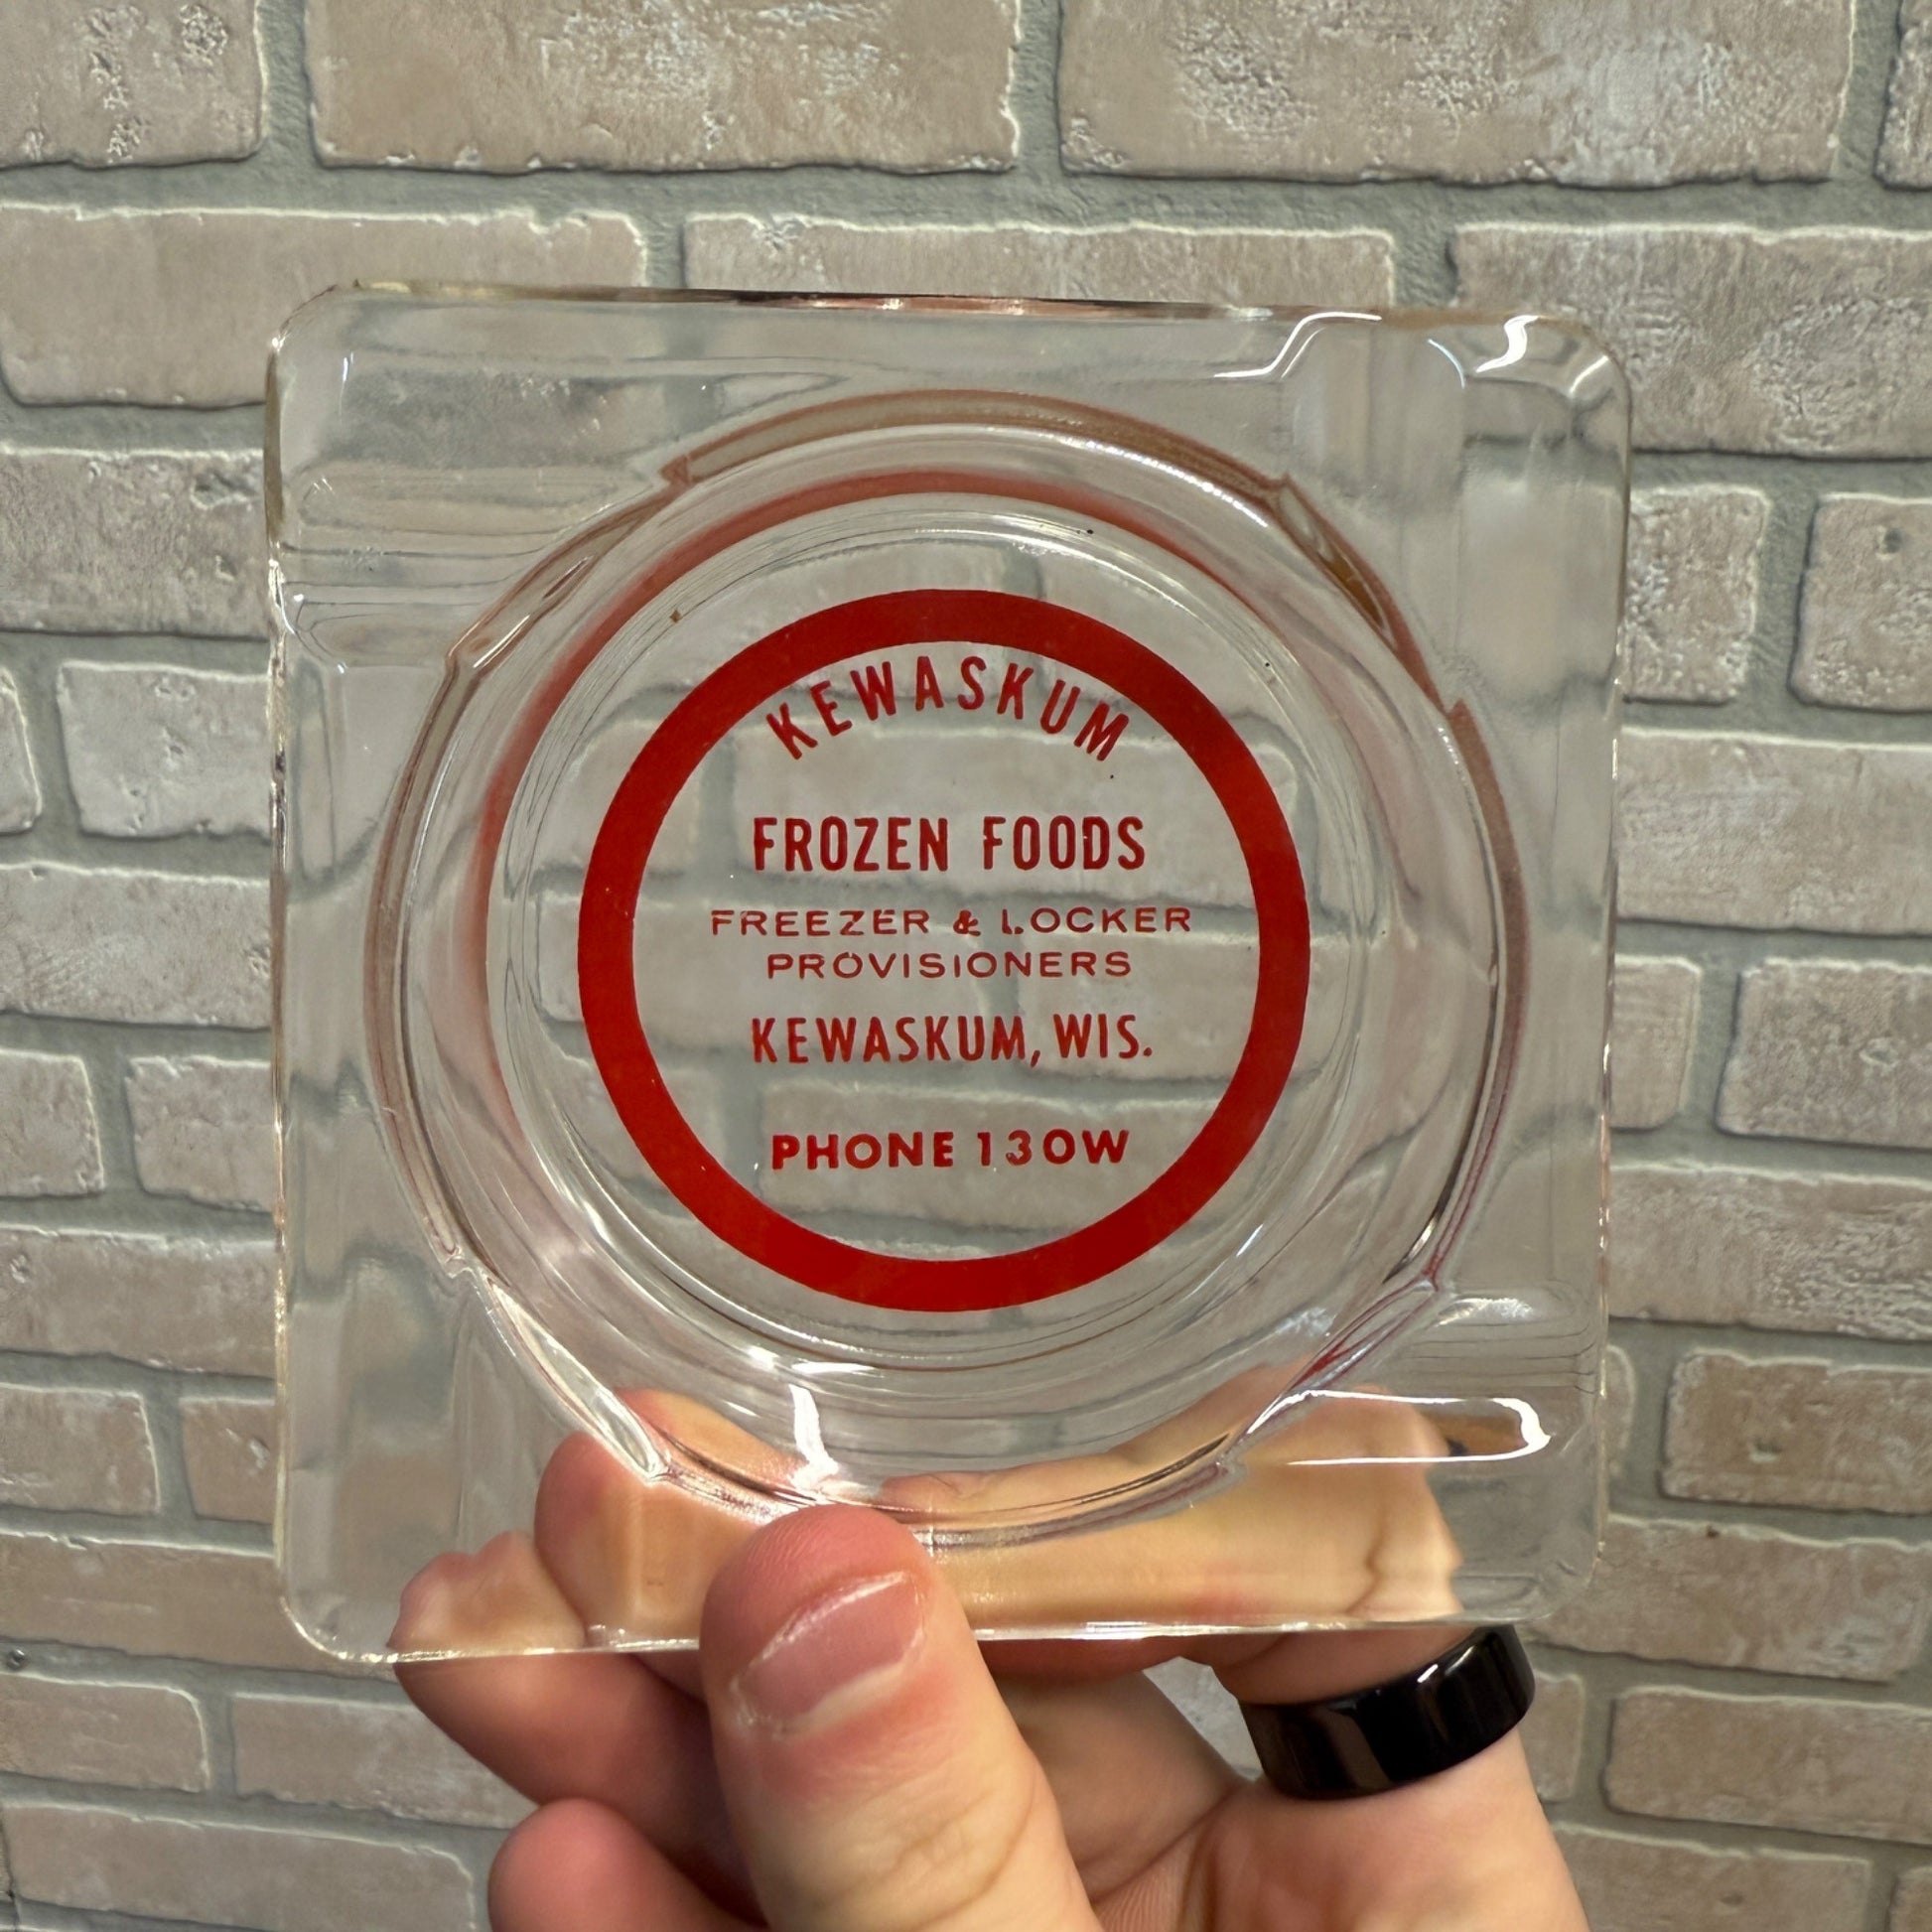 KEWASKUM
FROZEN FOODS
FREEZER & LOCKER
PROVISIONERS
KEWASKUM, WIS.
PHONE 130W